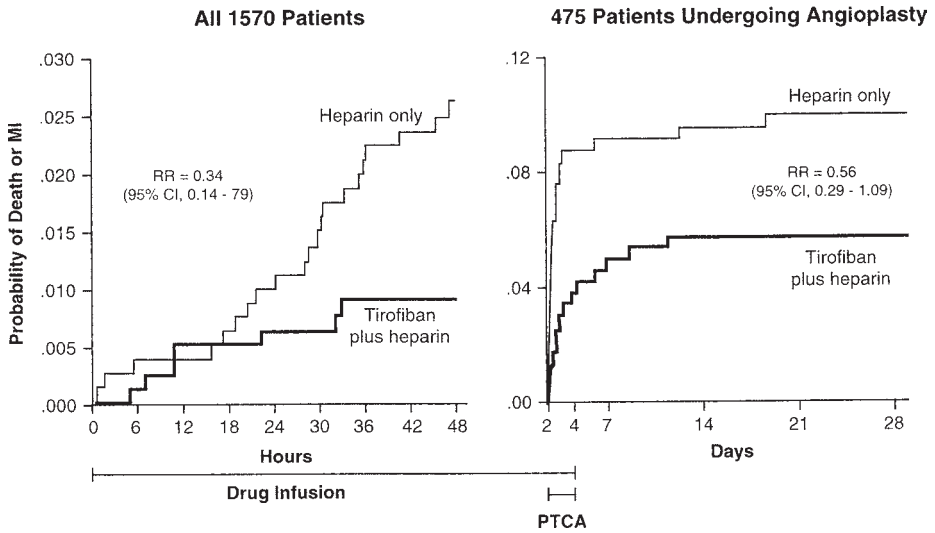 All 1570 Patients
475 Patients Undergoing Angioplasty
Probability of Death or MI
.030
.025
.020
.015
.010
.005
.000
Heparin only
RR = 0.34
(95% CI, 0.14 - 79)
Tirofiban
plus heparin
0 6 12 18 24 30 36 42 48
Hours
.12
.08
.04
.00
Heparin only
RR = 0.56
(95% CI, 0.29 - 1.09)
Tirofiban
plus heparin
2 4 7 14 21 28
Days
Drug Infusion
PTCA